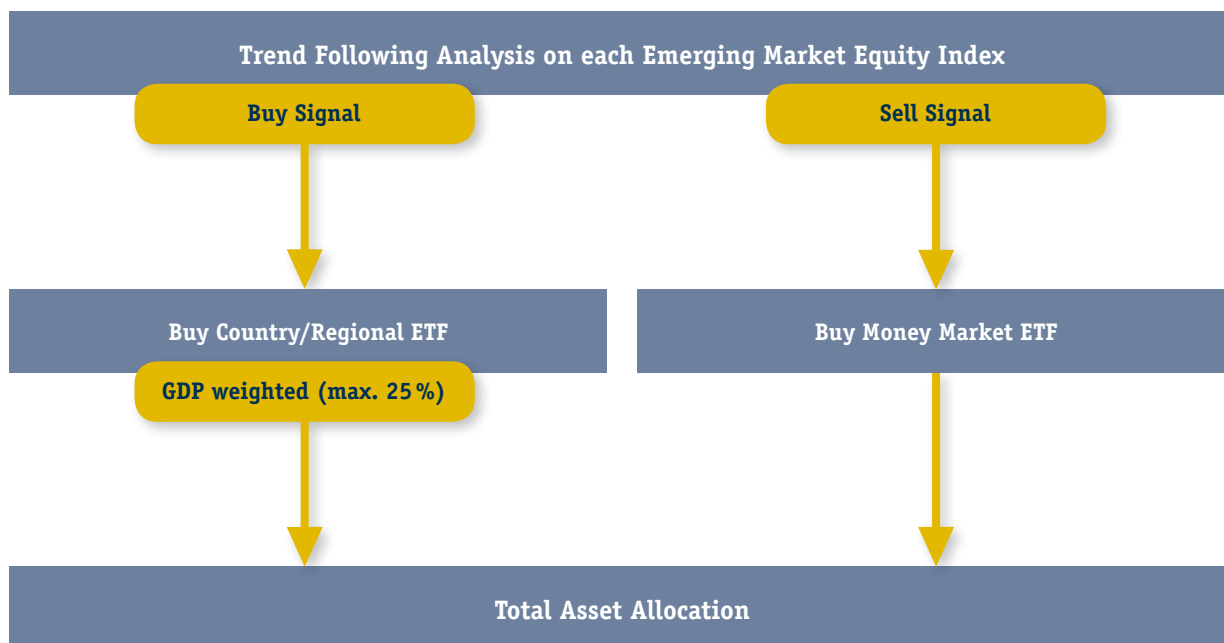 Trend Following Analysis on each Emerging Market Equity Index
Buy Signal
Sell Signal
Buy Country/Regional ETF
Buy Money Market ETF
GDP weighted (max. 25 %)
Total Asset Allocation